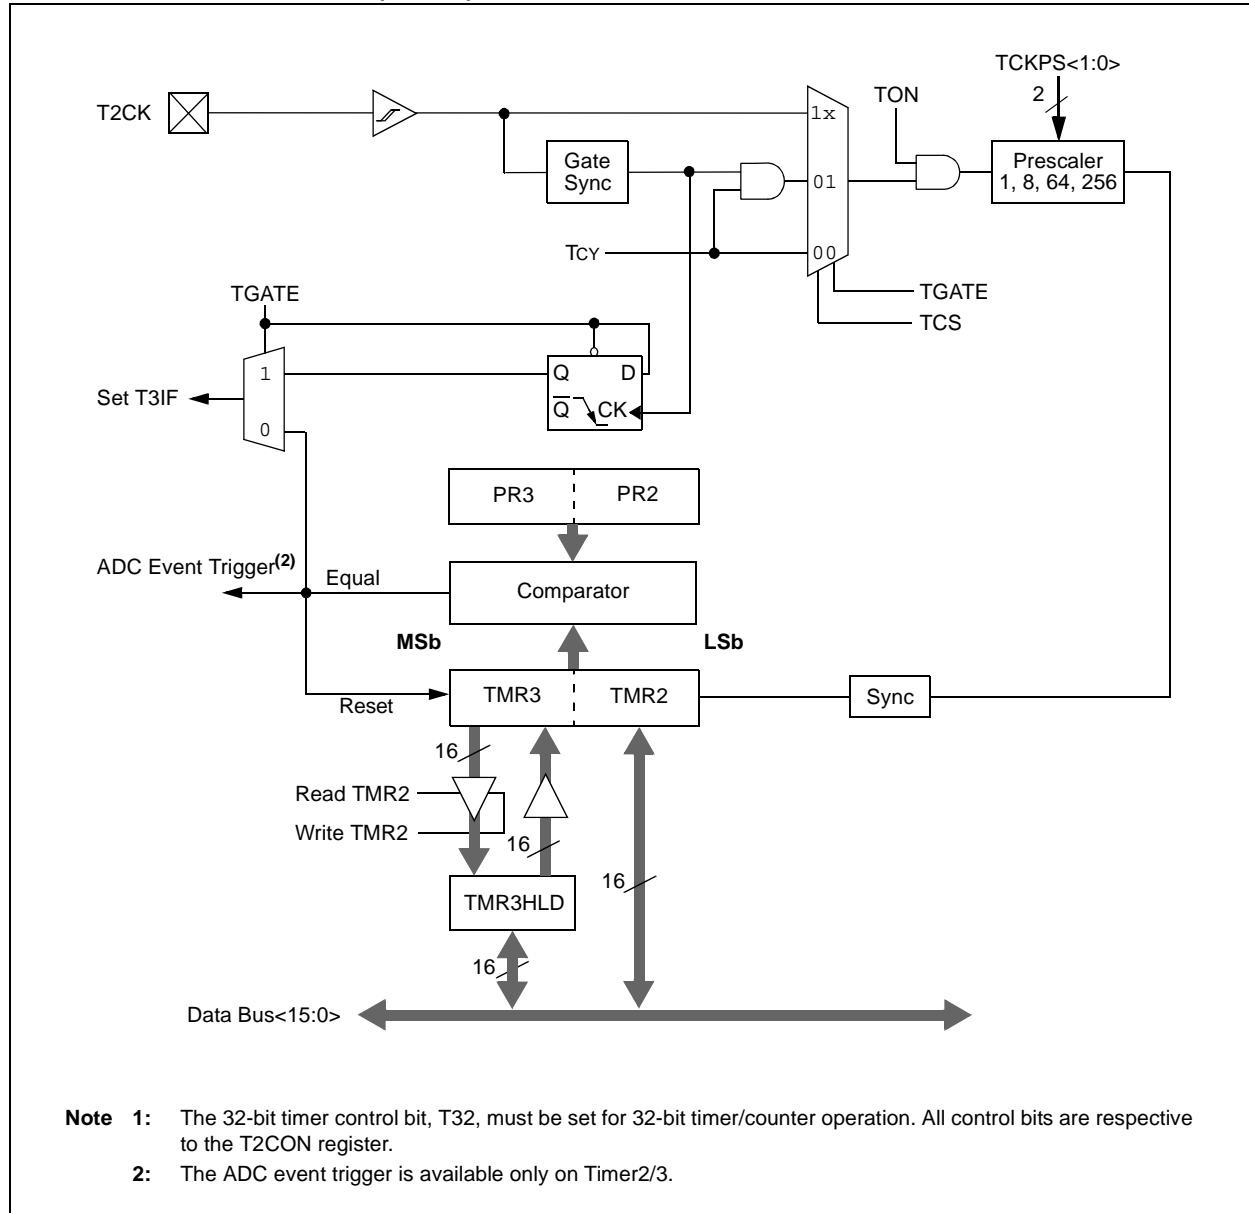 TCKPS<1:0>
2
TON
T2CK
1x
Gate
Sync
Prescaler
1, 8, 64, 256
01
TCY
00
TGATE
TCS
TGATE
1
Q
D
Set T3IF
Q
CK
0
PR3
PR2
ADC Event Trigger(2)
Equal
Comparator
MSb
LSb
TMR3
TMR2
Sync
Reset
16
Read TMR2
Write TMR2
16
16
TMR3HLD
16
Data Bus<15:0>
Note 1: The 32-bit timer control bit, T32, must be set for 32-bit timer/counter operation. All control bits are respective
to the T2CON register.
2: The ADC event trigger is available only on Timer2/3.